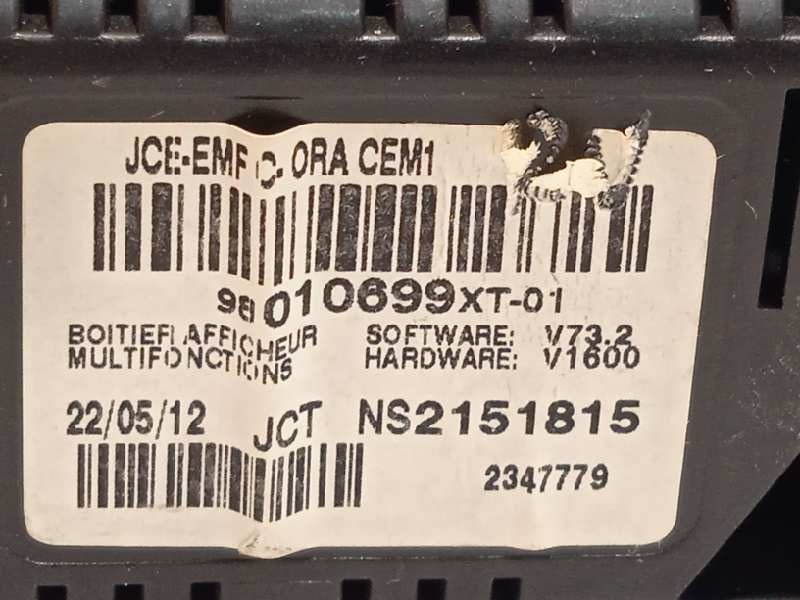 JCE-EMF C- ORA CEM1
98010699XT-01
BOITIER AFFICHEUR SOFTWARE: V73.2
MULTIFONCTIONS HARDWARE: V1600
22/05/12 JCT NS2151815
2347779